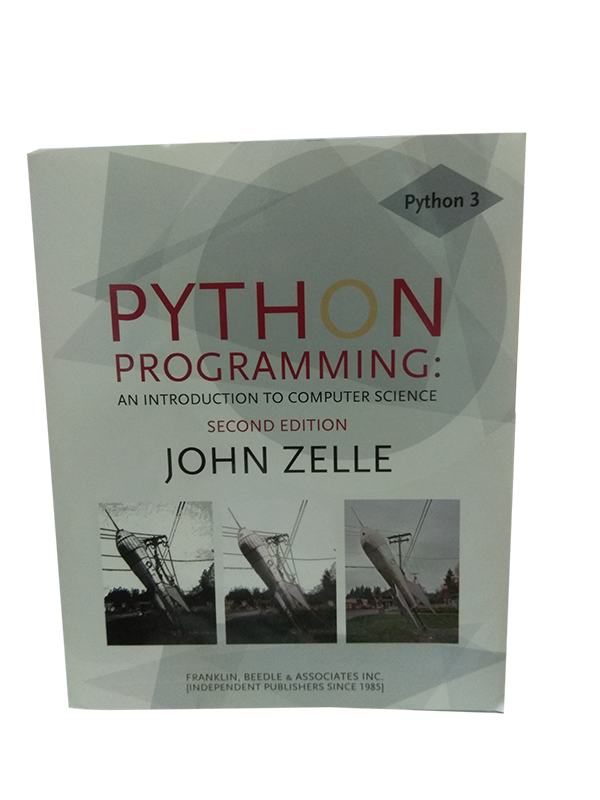 Python 3
PYTHON
PROGRAMMING:
AN INTRODUCTION TO COMPUTER SCIENCE
SECOND EDITION
JOHN ZELLE
FRANKLIN, BEEDLE & ASSOCIATES INC.
[INDEPENDENT PUBLISHERS SINCE 1985]